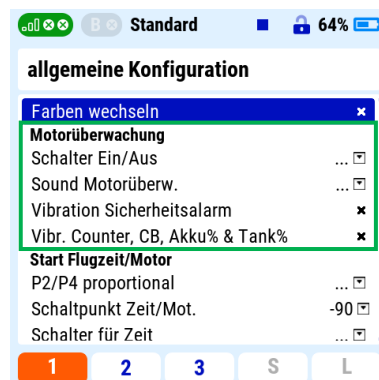 B Standard 64%
allgemeine Konfiguration
Farben wechseln
Motorüberwachung
Schalter Ein/Aus ...
Sound Motorüberw. ...
Vibration Sicherheitsalarm
Vibr. Counter, CB, Akku% & Tank%
Start Flugzeit/Motor
P2/P4 proportional ...
Schaltpunkt Zeit/Mot. -90
Schalter für Zeit ...
1 2 3 S L